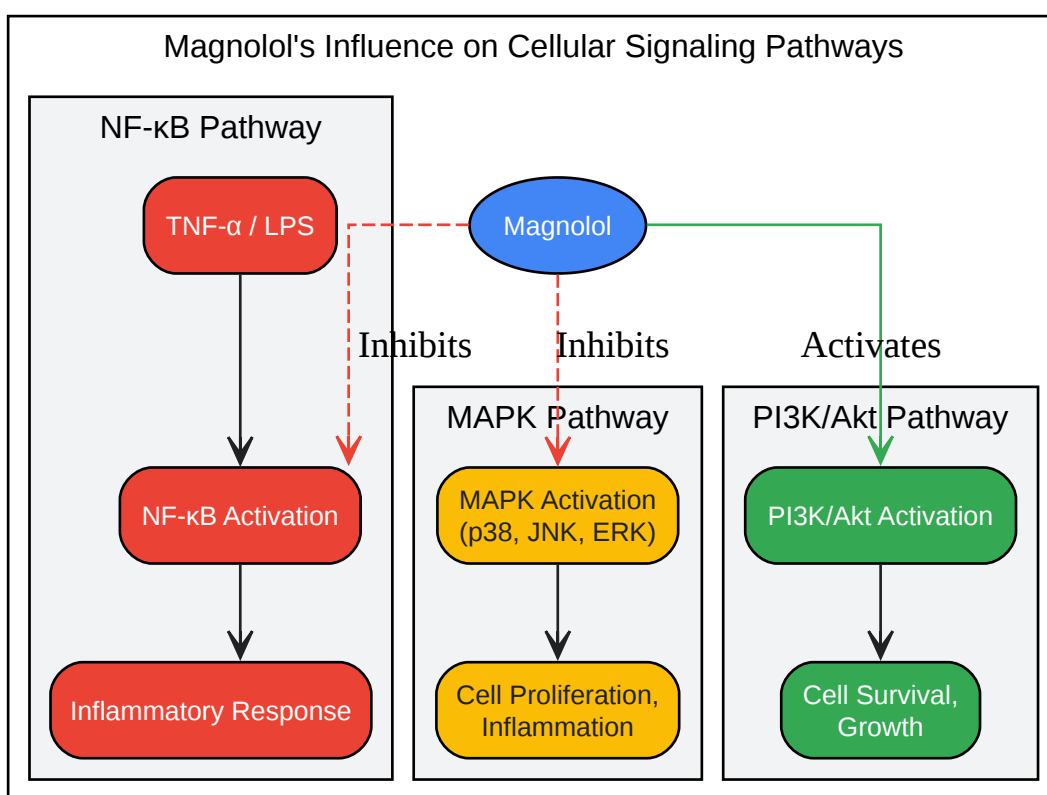 Magnolol's Influence on Cellular Signaling Pathways
NF-κB Pathway
TNF-α / LPS
Magnolol
Inhibits
Inhibits
Activates
MAPK Pathway
PI3K/Akt Pathway
NF-κB Activation
MAPK Activation
(p38, JNK, ERK)
PI3K/Akt Activation
Inflammatory Response
Cell Proliferation,
Inflammation
Cell Survival,
Growth